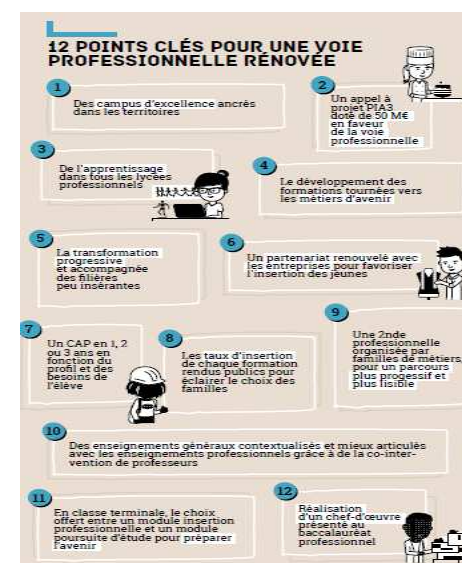 12 POINTS CLÉS POUR UNE VOIE
PROFESSIONNELLE RÉNOVÉE
1
Des campus d'excellence ancrés
dans les territoires
2
Un appel à
projet PIA3
doté de 50 M€
en faveur
de la voie
professionnelle
3
De l'apprentissage
dans tous les lycées
professionnels
4
Le développement des
formations tournées vers
les métiers d'avenir
5
La transformation
progressive
et accompagnée
des filières
peu insérantes
6
Un partenariat renouvelé avec
les entreprises pour favoriser
l'insertion des jeunes
7
Un CAP en 1, 2
ou 3 ans en
fonction du
profil et des
besoins de
l'élève
8
Les taux d'insertion
de chaque formation
rendus publics pour
éclairer le choix des
familles
9
Une 2nde
professionnelle
organisée par
familles de métiers,
pour un parcours
plus progessif et
plus lisible
10
Des enseignements généraux contextualisés et mieux articulés
avec les enseignements professionnels grâce à de la co-inter-
vention de professeurs
11
En classe terminale, le choix
offert entre un module insertion
professionnelle et un module
poursuite d'étude pour préparer
l'avenir
12
Réalisation
d'un chef-d'œuvre
présenté au
baccalauréat
professionnel